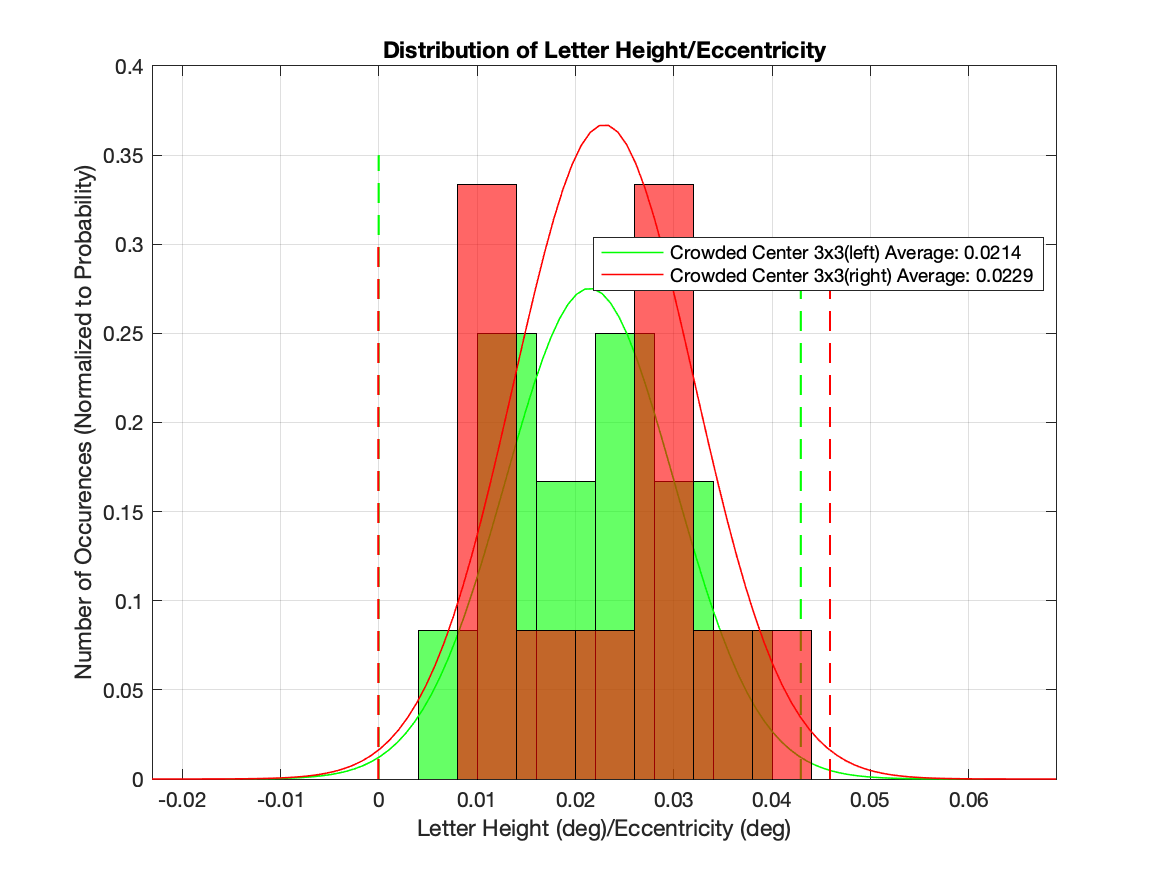 Distribution of Letter Height/Eccentricity
Number of Occurences (Normalized to Probability)
0.4
0.35
0.3
0.25
0.2
0.15
0.1
0.05
0
Crowded Center 3x3(left) Average: 0.0214
Crowded Center 3x3(right) Average: 0.0229
-0.02 -0.01 0 0.01 0.02 0.03 0.04 0.05 0.06
Letter Height (deg)/Eccentricity (deg)